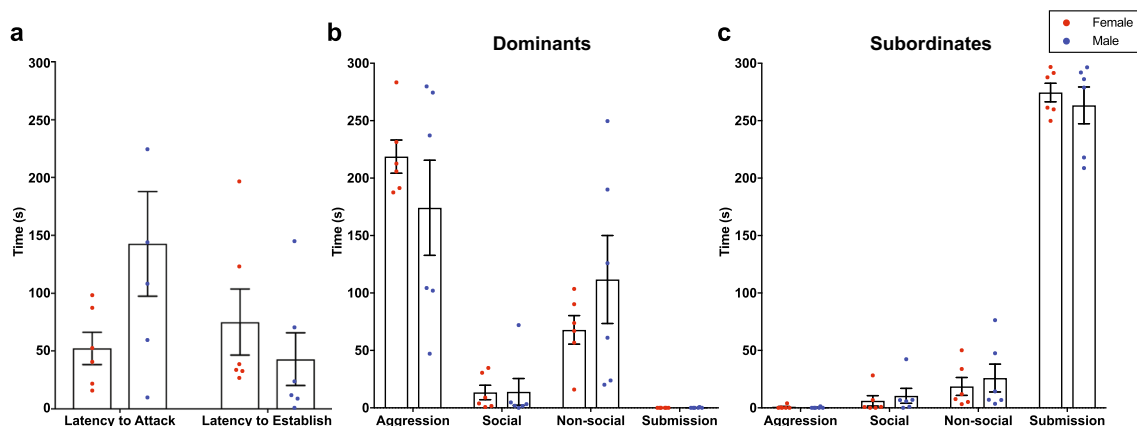 a
b
c
Dominants
Subordinates
Female
Male
Time (s)
300
250
200
150
100
50
0
Latency to Attack
Latency to Establish
Time (s)
300
250
200
150
100
50
0
Aggression
Social
Non-social
Submission
Time (s)
300
250
200
150
100
50
0
Aggression
Social
Non-social
Submission